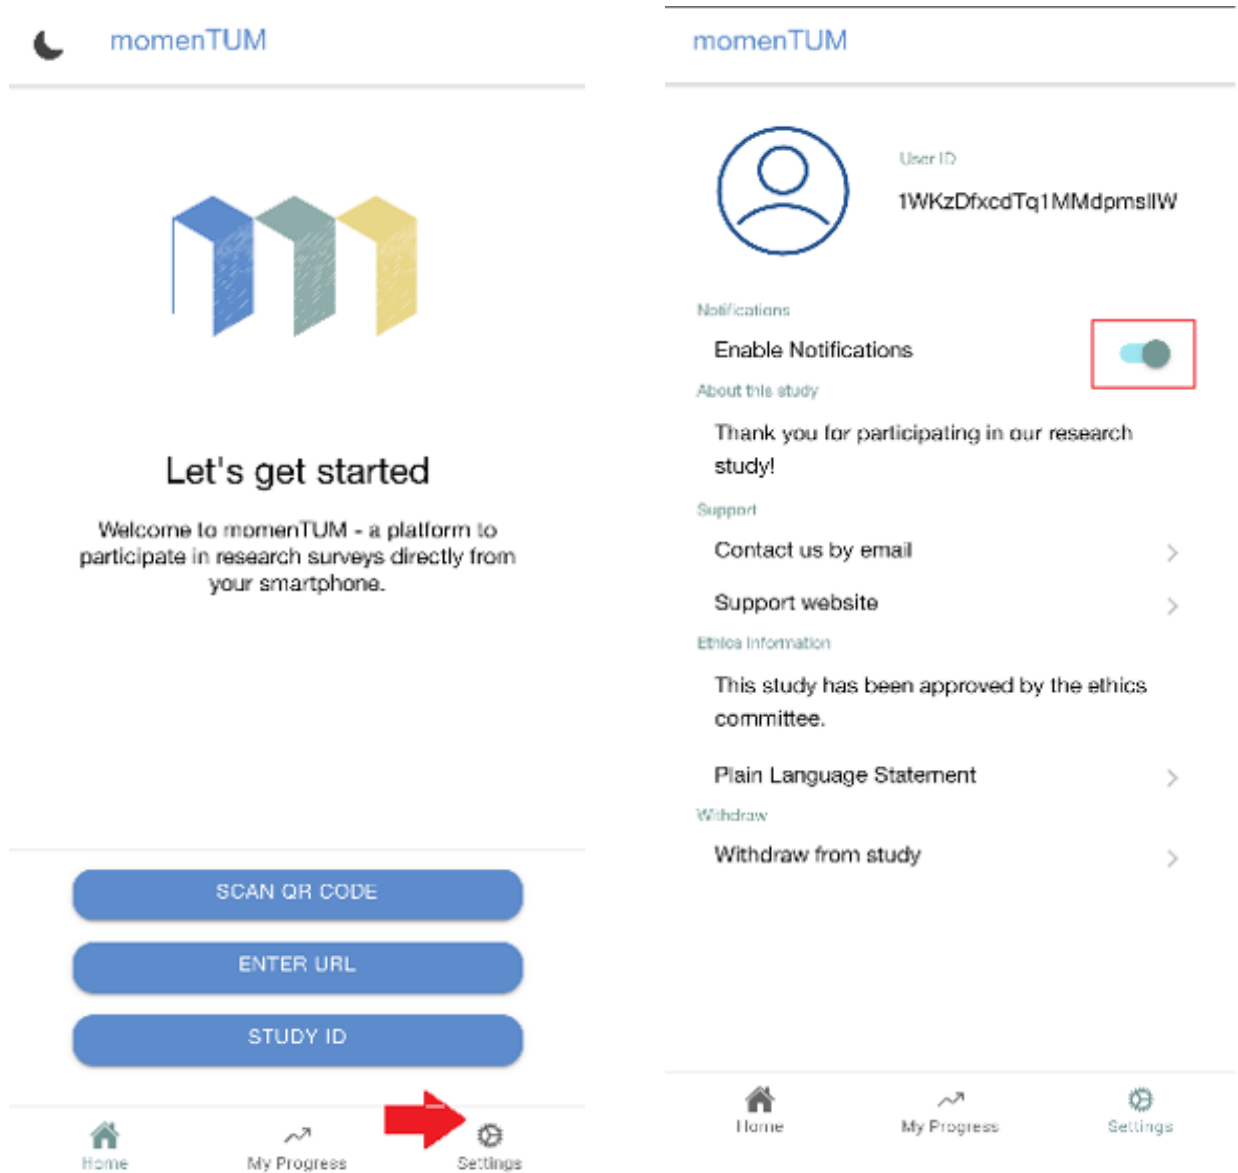 momenTUM
Let's get started
Welcome to momenTUM - a platform to
participate in research surveys directly from
your smartphone.
SCAN QR CODE
ENTER URL
STUDY ID
Home
My Progress
Settings
momenTUM
User ID
Notifications
Enable Notifications
About this study
Thank you for participating in our research
study!
Support
Contact us by email
Support website
Ethics Information
This study has been approved by the ethics
committee.
Plain Language Statement
Withdraw
Withdraw from study
Home
My Progress
Settings